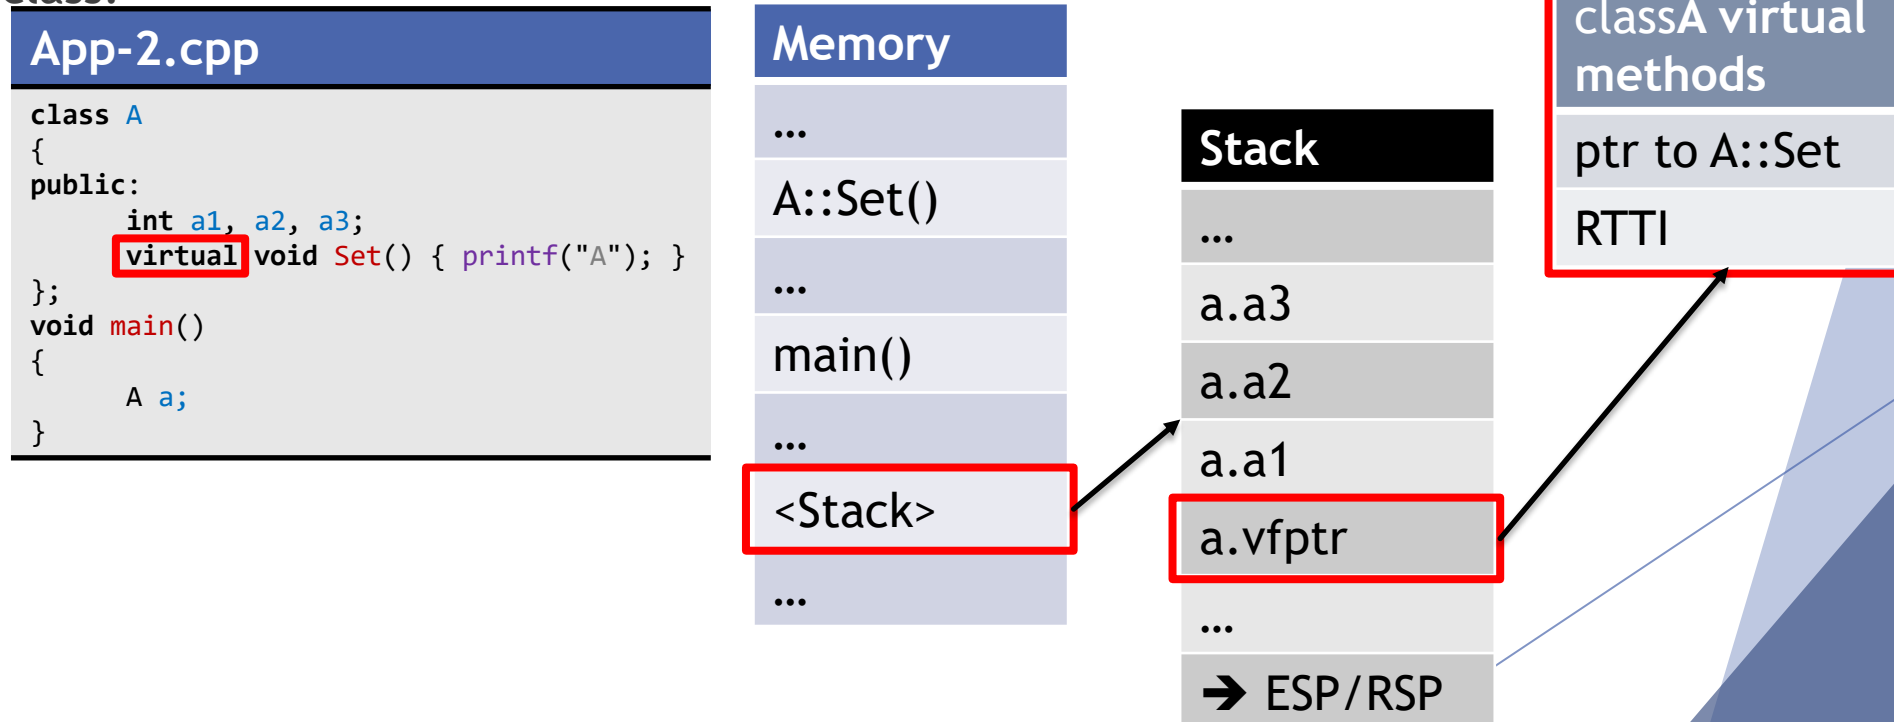 class:
App-2.cpp
class A
{
public:
int a1, a2, a3;
virtual void Set() { printf("A"); }
};
void main()
{
A a;
}
Memory
…
A::Set()
…
main()
…
<Stack>
…
Stack
…
a.a3
a.a2
a.a1
a.vfptr
…
➔ ESP/RSP
classA virtual
methods
ptr to A::Set
RTTI